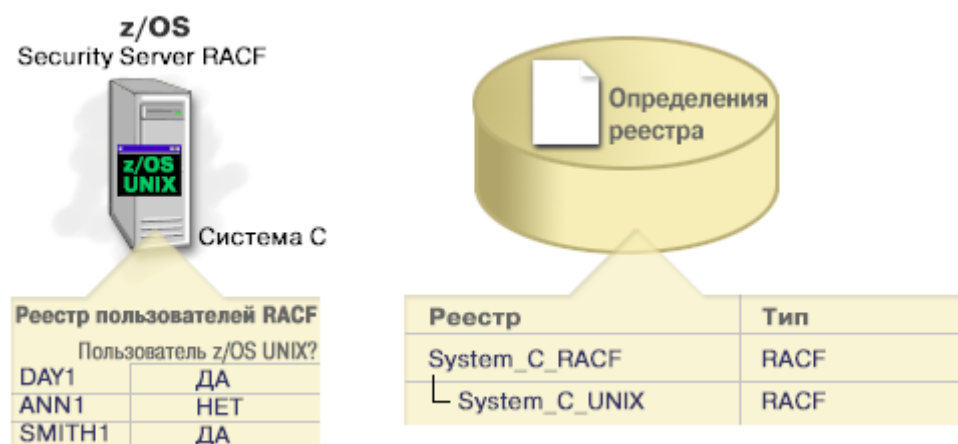 z/OS
Security Server RACF
z/OS
UNIX
Система C
Реестр пользователей RACF
Пользователь z/OS UNIX?
DAY1 ДА
ANN1 НЕТ
SMITH1 ДА
Определения
реестра
Реестр Тип
System_C_RACF RACF
System_C_UNIX RACF